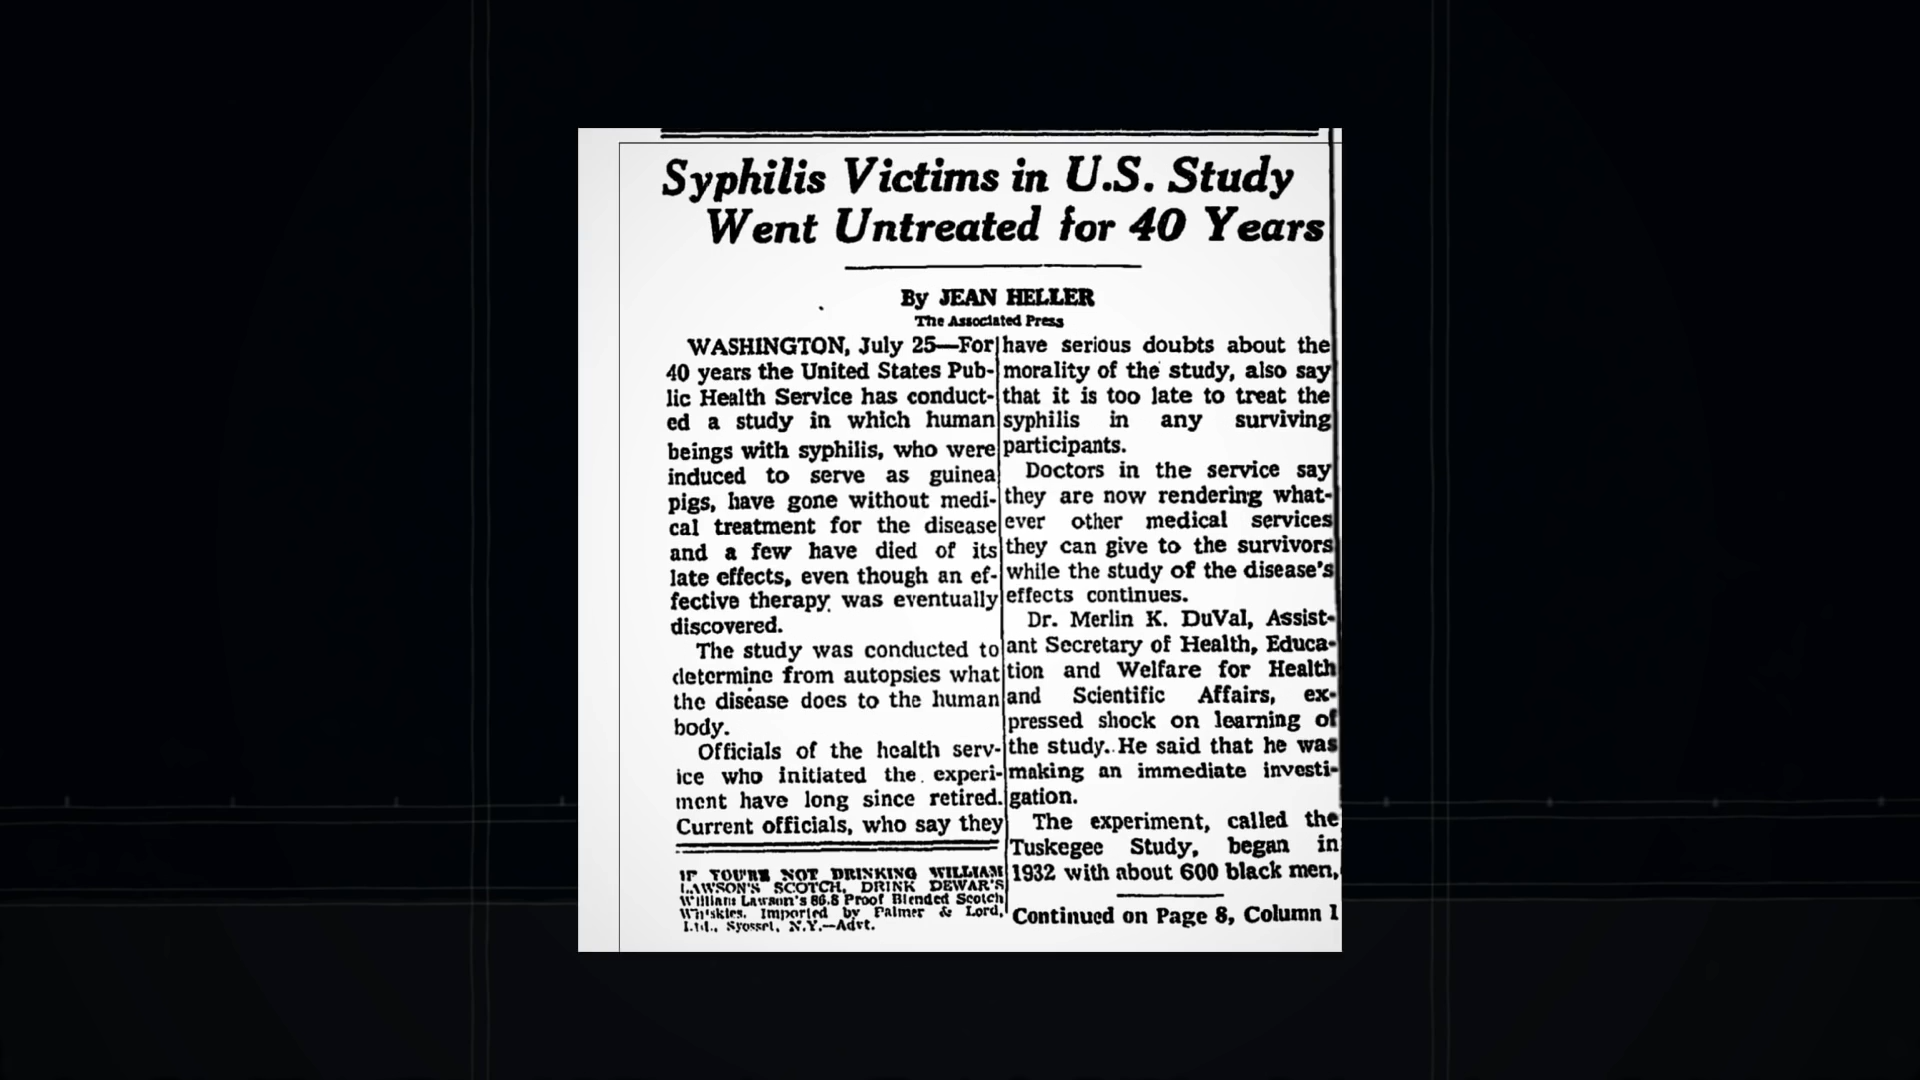 Syphilis Victims in U.S. Study
Went Untreated for 40 Years
By JEAN HELLER
The Associated Press
WASHINGTON, July 25—For
40 years the United States Pub-
lic Health Service has conduct-
ed a study in which human
beings with syphilis, who were
induced to serve as guinea
pigs, have gone without medi-
cal treatment for the disease
and a few have died of its
late effects, even though an ef-
fective therapy was eventually
discovered.
The study was conducted to
determine from autopsies what
the disease does to the human
body.
Officials of the health serv-
ice who initiated the experi-
ment have long since retired.
Current officials, who say they
IF YOU'RE NOT DRINKING WILLIAM
LAWSON'S SCOTCH, DRINK DEWAR'S
William Lawson's 86.8 Proof Blended Scotch
Whiskies. Imported by Palmer & Lord,
Ltd., Syosset, N.Y.—Advt.
have serious doubts about the
morality of the study, also say
that it is too late to treat the
syphilis in any surviving
participants.
Doctors in the service say
they are now rendering what-
ever other medical services
they can give to the survivors
while the study of the disease's
effects continues.
Dr. Merlin K. DuVal, Assist-
ant Secretary of Health, Educa-
tion and Welfare for Health
and Scientific Affairs, ex-
pressed shock on learning of
the study. He said that he was
making an immediate investi-
gation.
The experiment, called the
Tuskegee Study, began in
1932 with about 600 black men,
Continued on Page 8, Column 1